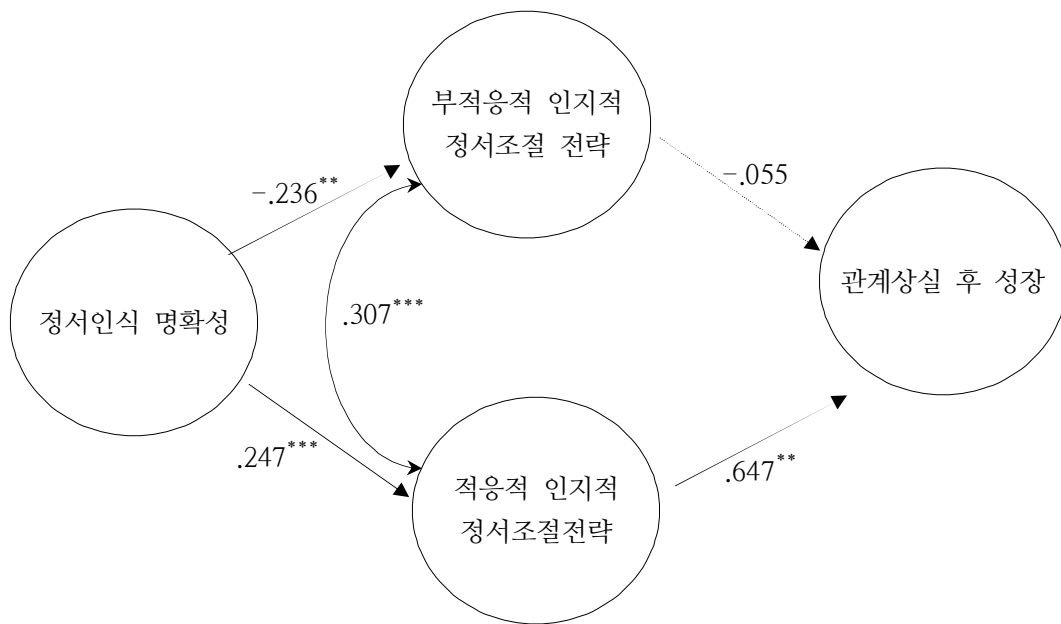 부적응적 인지적
정서조절 전략
-.236**
-.055
정서인식 명확성
.307***
관계상실 후 성장
.247***
.647**
적응적 인지적
정서조절전략